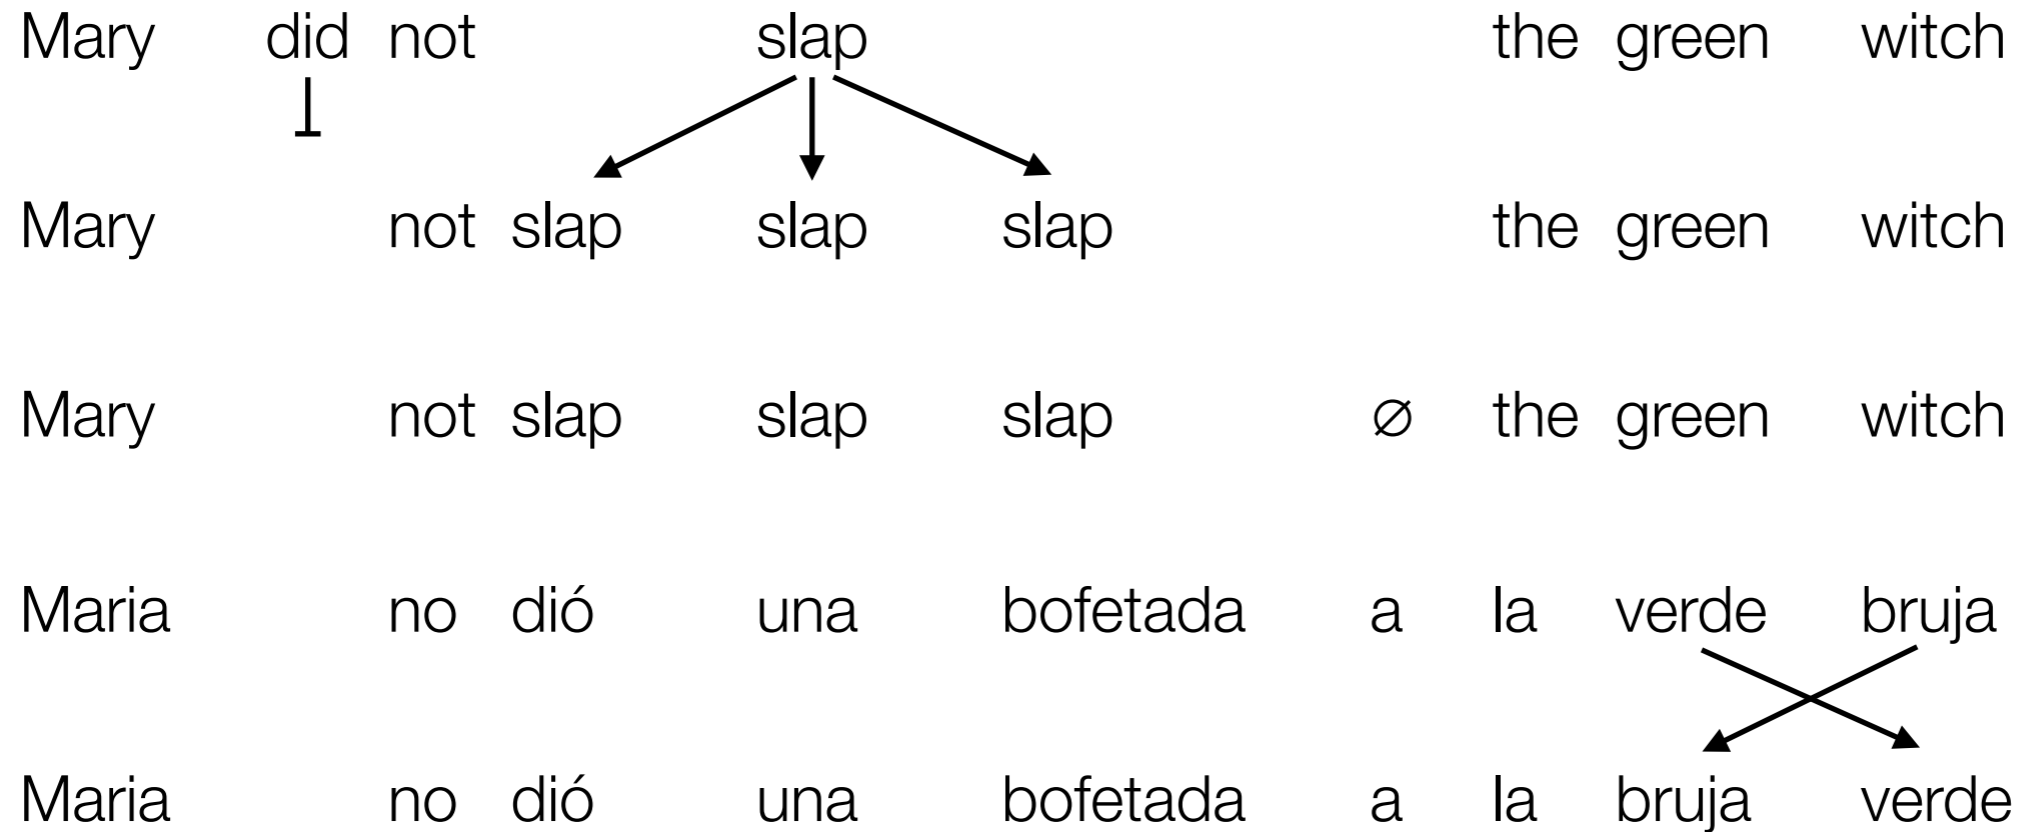 Mary did not slap the green witch
Mary not slap slap slap the green witch
Mary not slap slap slap ∅ the green witch
Maria no dió una bofetada a la verde bruja
Maria no dió una bofetada a la bruja verde